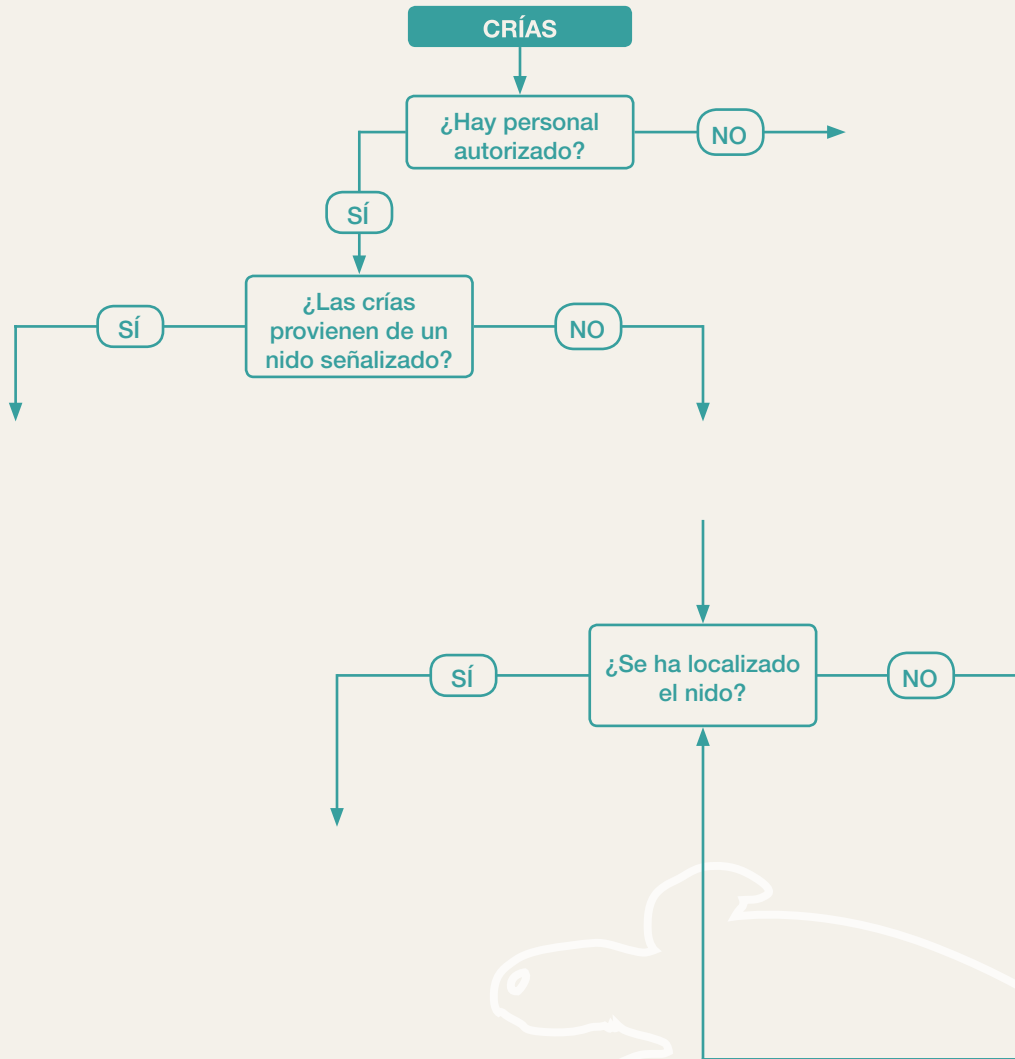 CRÍAS
¿Hay personal
autorizado?
NO
SÍ
¿Las crías
provienen de un
nido señalizado?
SÍ
NO
¿Se ha localizado
el nido?
SÍ
NO